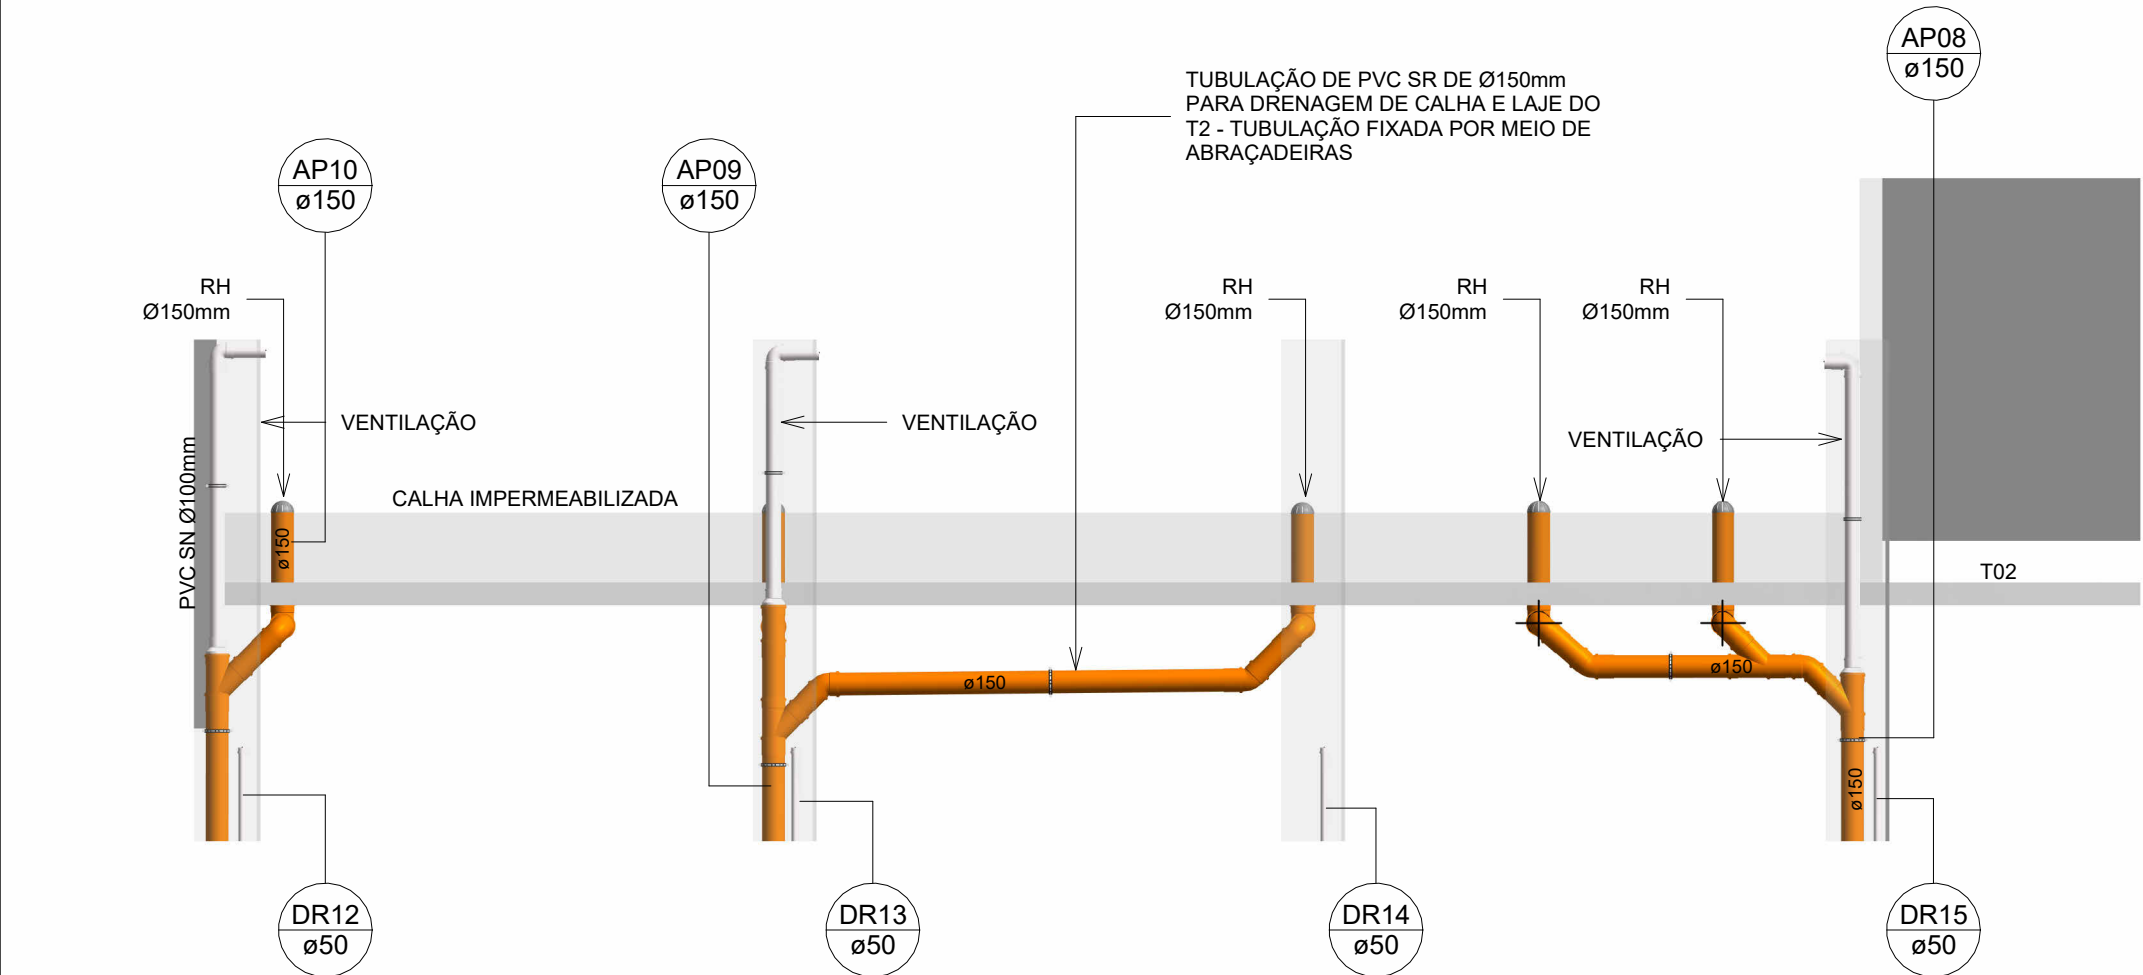 AP08
ø150
TUBULAÇÃO DE PVC SR DE Ø150mm
PARA DRENAGEM DE CALHA E LAJE DO
T2 - TUBULAÇÃO FIXADA POR MEIO DE
ABRAÇADEIRAS
AP10
ø150
AP09
ø150
RH
Ø150mm
RH
Ø150mm
RH
Ø150mm
RH
Ø150mm
VENTILAÇÃO
VENTILAÇÃO
VENTILAÇÃO
PVC SN Ø100mm
CALHA IMPERMEABILIZADA
ø150
T02
ø150
ø150
ø150
DR12
ø50
DR13
ø50
DR14
ø50
DR15
ø50